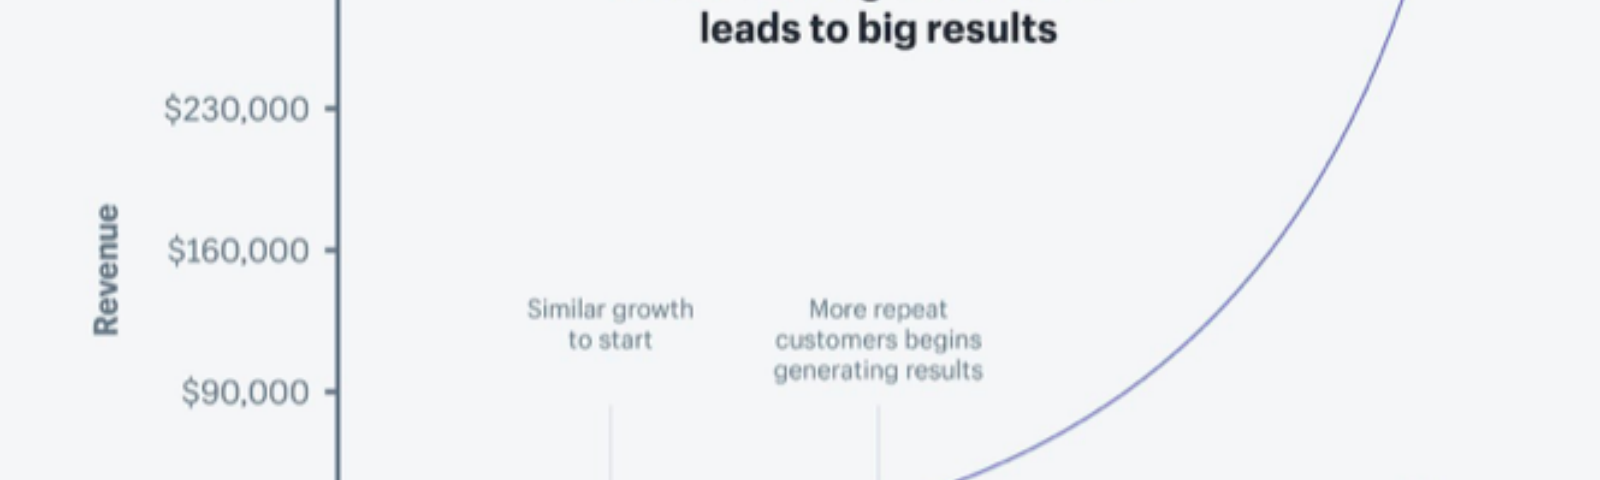 leads to big results
$230,000
Revenue
$160,000
Similar growth
to start
More repeat
customers begins
generating results
$90,000